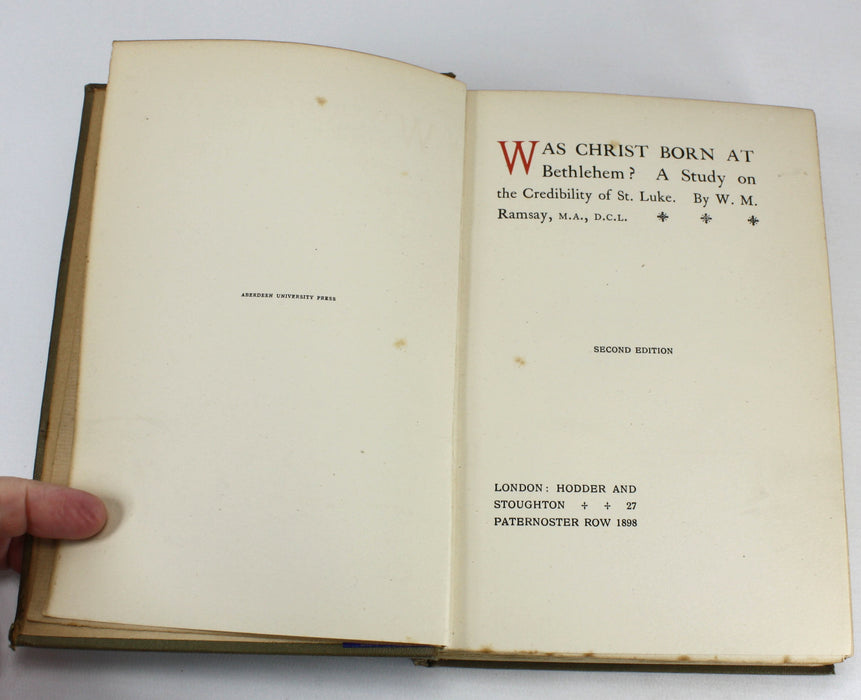 ABERDEEN UNIVERSITY PRESS
WAS CHRIST BORN AT
Bethlehem? A Study on
the Credibility of St. Luke. By W. M.
Ramsay, M.A., D.C.L.
SECOND EDITION
LONDON: HODDER AND
STOUGHTON ÷ ÷ 27
PATERNOSTER ROW 1898